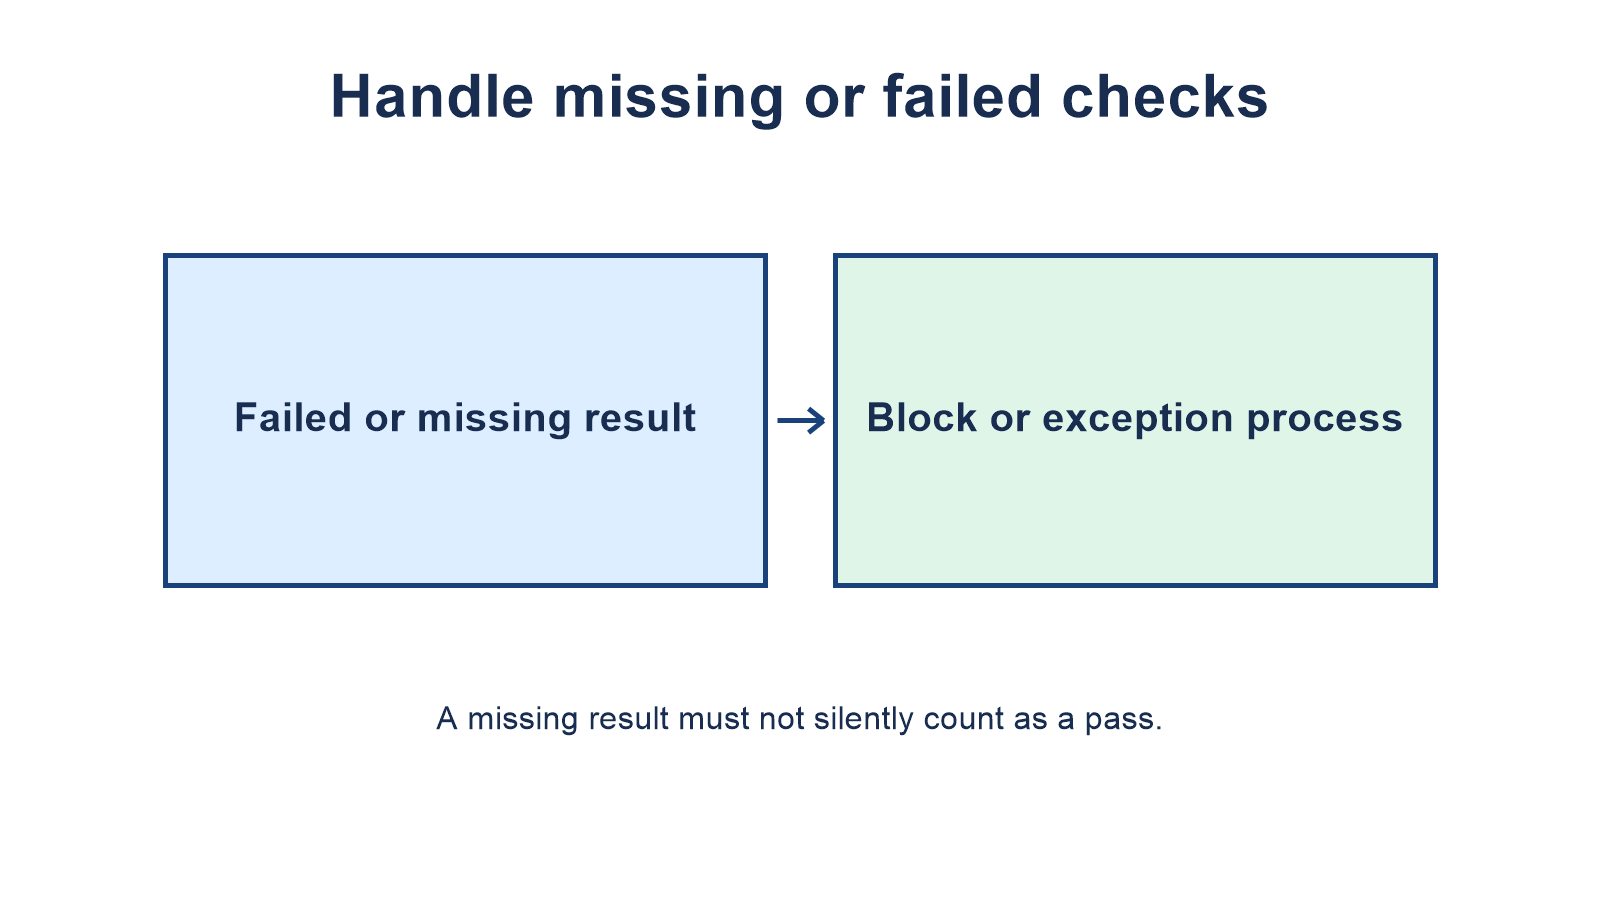 Handle missing or failed checks
Failed or missing result
Block or exception process
A missing result must not silently count as a pass.